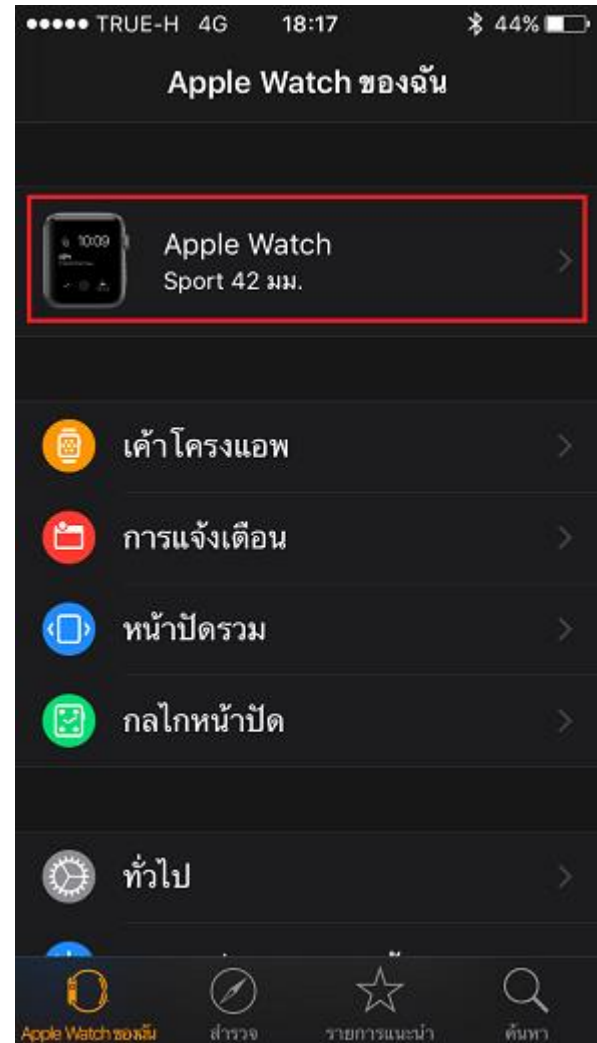 TRUE-H 4G 18:17 44%
Apple Watch ของฉัน
10:09
Apple Watch
Sport 42 มม.
เค้าโครงแอพ
การแจ้งเตือน
หน้าปัดรวม
กลไกหน้าปัด
ทั่วไป
Apple Watch ของฉัน สำรวจ รายการแนะนำ ค้นหา